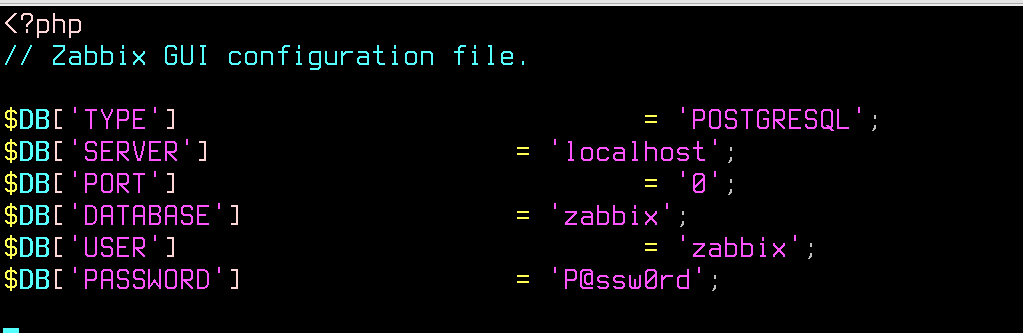 <?php
// Zabbix GUI configuration file.
$DB['TYPE'] = 'POSTGRESQL';
$DB['SERVER'] = 'localhost';
$DB['PORT'] = '0';
$DB['DATABASE'] = 'zabbix';
$DB['USER'] = 'zabbix';
$DB['PASSWORD'] = 'P@ssw0rd';